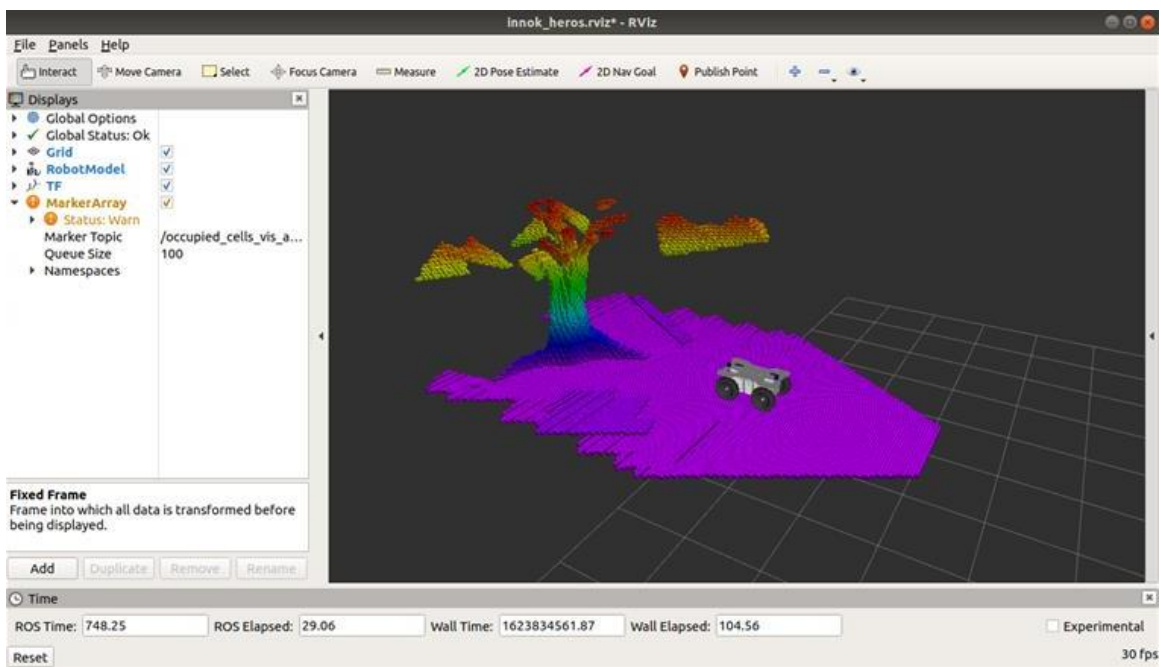 innok_heros.rviz* - RViz
File Panels Help
Interact Move Camera Select Focus Camera Measure 2D Pose Estimate 2D Nav Goal Publish Point
Displays
Global Options
Global Status: Ok
Grid
RobotModel
TF
MarkerArray
Status: Warn
Marker Topic /occupied_cells_vis_a...
Queue Size 100
Namespaces
Fixed Frame
Frame into which all data is transformed before
being displayed.
Add Duplicate Remove Rename
Time
ROS Time: 748.25 ROS Elapsed: 29.06 Wall Time: 1623834561.87 Wall Elapsed: 104.56 Experimental
Reset 30 fps